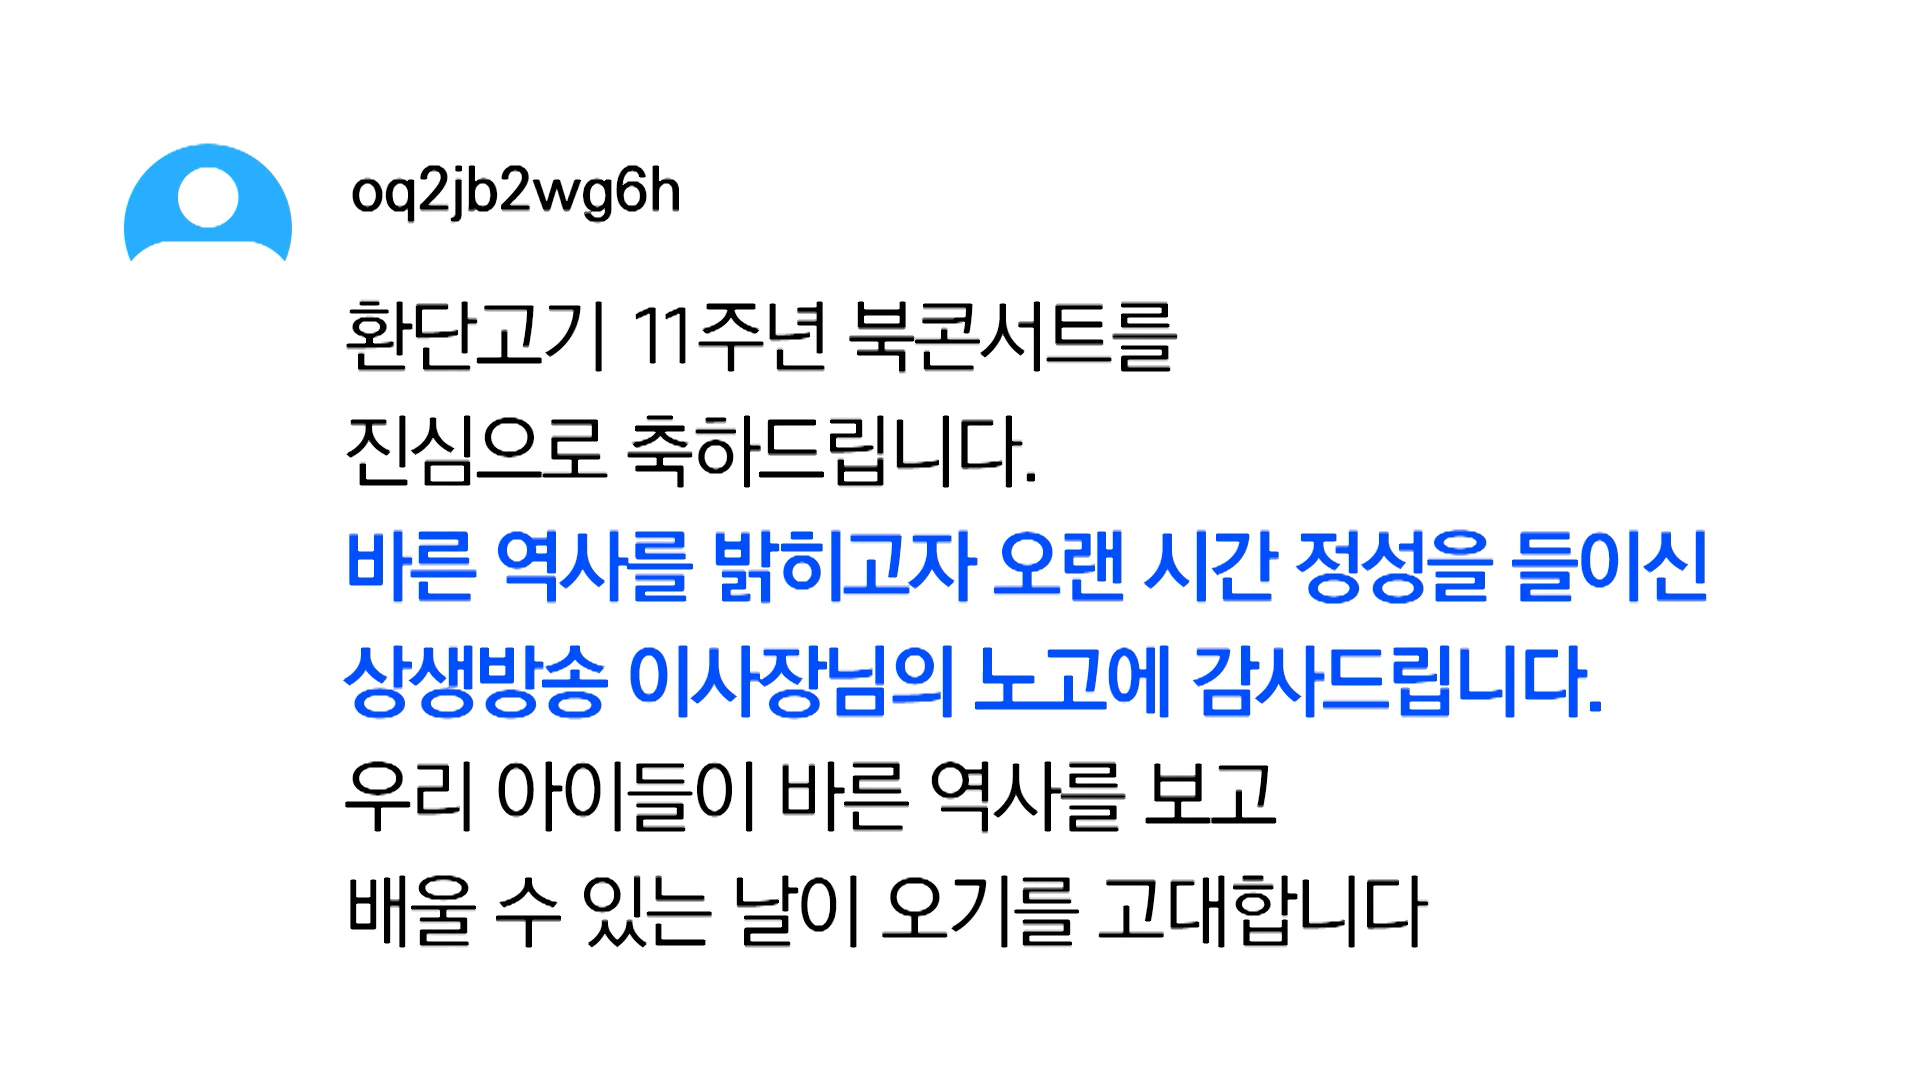 oq2jb2wg6h
환단고기 11주년 북콘서트를
진심으로 축하드립니다.
바른 역사를 밝히고자 오랜 시간 정성을 들이신
상생방송 이사장님의 노고에 감사드립니다.
우리 아이들이 바른 역사를 보고
배울 수 있는 날이 오기를 고대합니다